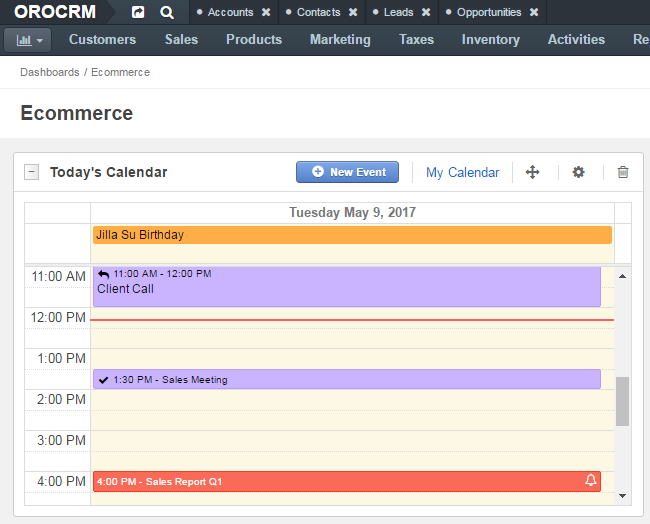 OROCRM
Accounts
Contacts
Leads
Opportunities
Customers Sales Products Marketing Taxes Inventory Activities Re
Dashboards / Ecommerce
Ecommerce
Today's Calendar
New Event
My Calendar
Tuesday May 9, 2017
Jilla Su Birthday
11:00 AM
11:00 AM - 12:00 PM
Client Call
12:00 PM
1:00 PM
1:30 PM - Sales Meeting
2:00 PM
3:00 PM
4:00 PM
4:00 PM - Sales Report Q1